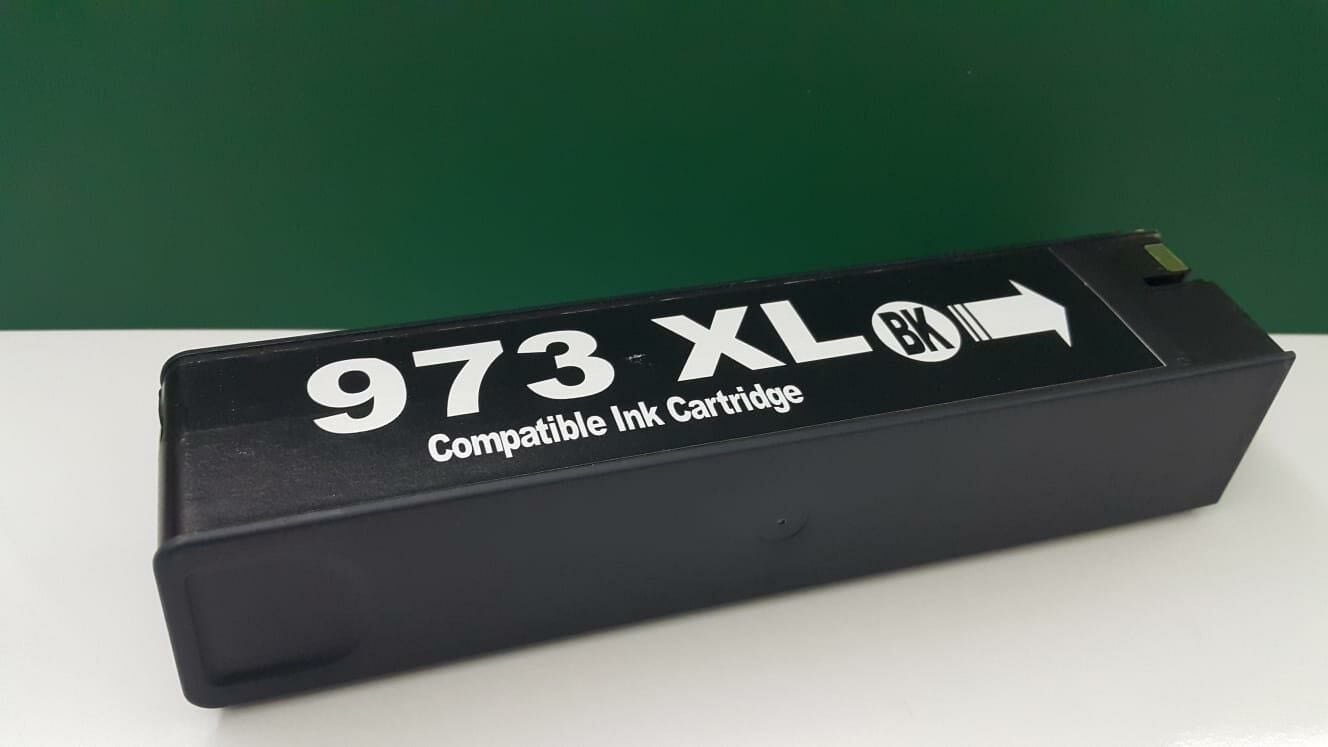 973 XL BK
Compatible Ink Cartridge